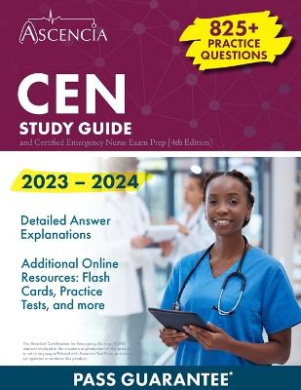 ASCENCIA
825+
PRACTICE
QUESTIONS
CEN
STUDY GUIDE
and Certified Emergency Nurse Exam Prep [4th Edition]
2023 – 2024
Detailed Answer
Explanations
Additional Online
Resources: Flash
Cards, Practice
Tests, and more
PASS GUARANTEE*